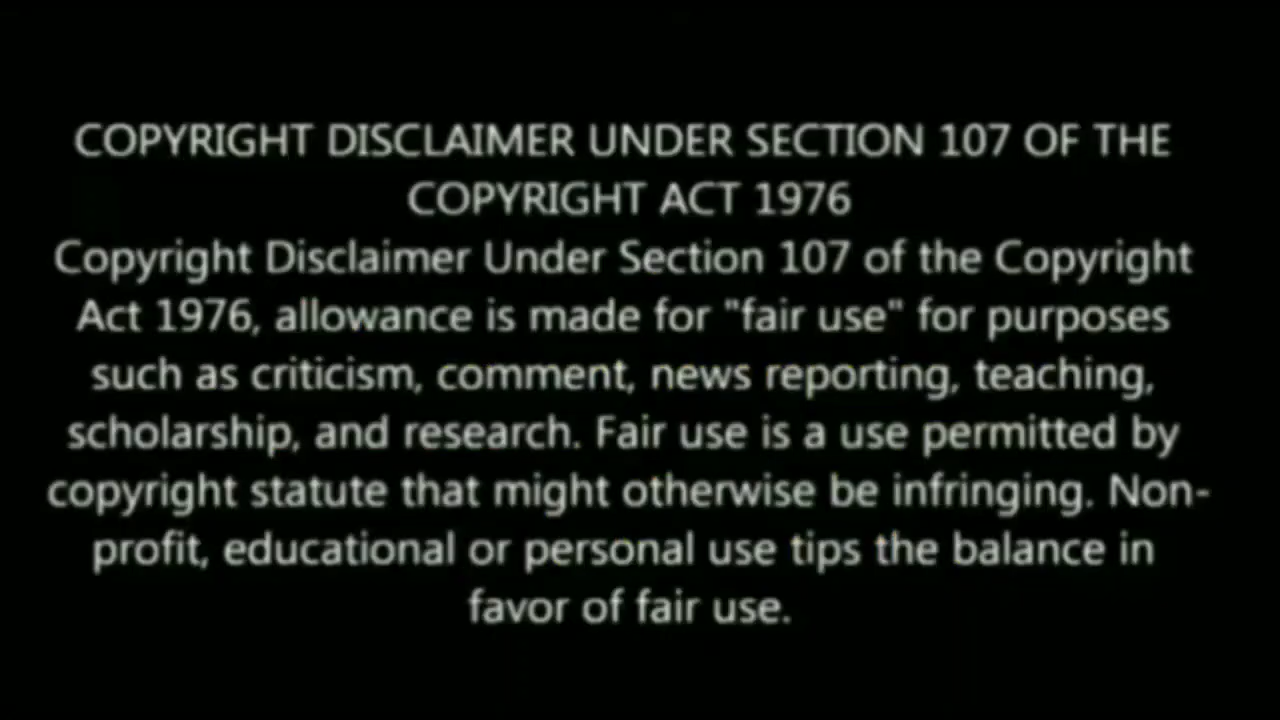 COPYRIGHT DISCLAIMER UNDER SECTION 107 OF THE
COPYRIGHT ACT 1976
Copyright Disclaimer Under Section 107 of the Copyright
Act 1976, allowance is made for "fair use" for purposes
such as criticism, comment, news reporting, teaching,
scholarship, and research. Fair use is a use permitted by
copyright statute that might otherwise be infringing. Non-
profit, educational or personal use tips the balance in
favor of fair use.